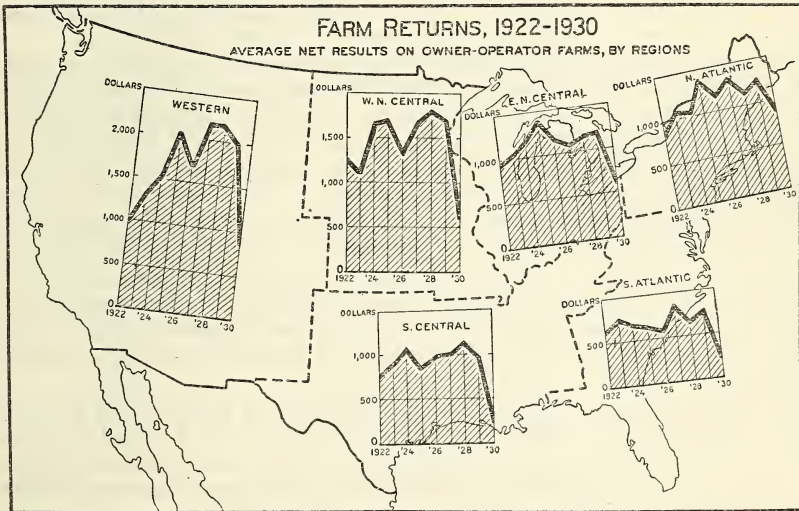 FARM RETURNS, 1922-1930
AVERAGE NET RESULTS ON OWNER-OPERATOR FARMS, BY REGIONS
DOLLARS
WESTERN
2,000
1,500
1,000
500
0
1922 '24 '26 '28 '30
DOLLARS
W. N. CENTRAL
1,500
1,000
500
0
1922 '24 '26 '28 '30
DOLLARS
E. N. CENTRAL
1,000
500
0
1922 '24 '26 '28 '30
DOLLARS
N. ATLANTIC
1,000
500
0
1922 '24 '26 '28 '30
DOLLARS
S. CENTRAL
1,000
500
0
1922 '24 '26 '28 '30
S. ATLANTIC
DOLLARS
500
0
1922 '24 '26 '28 '30